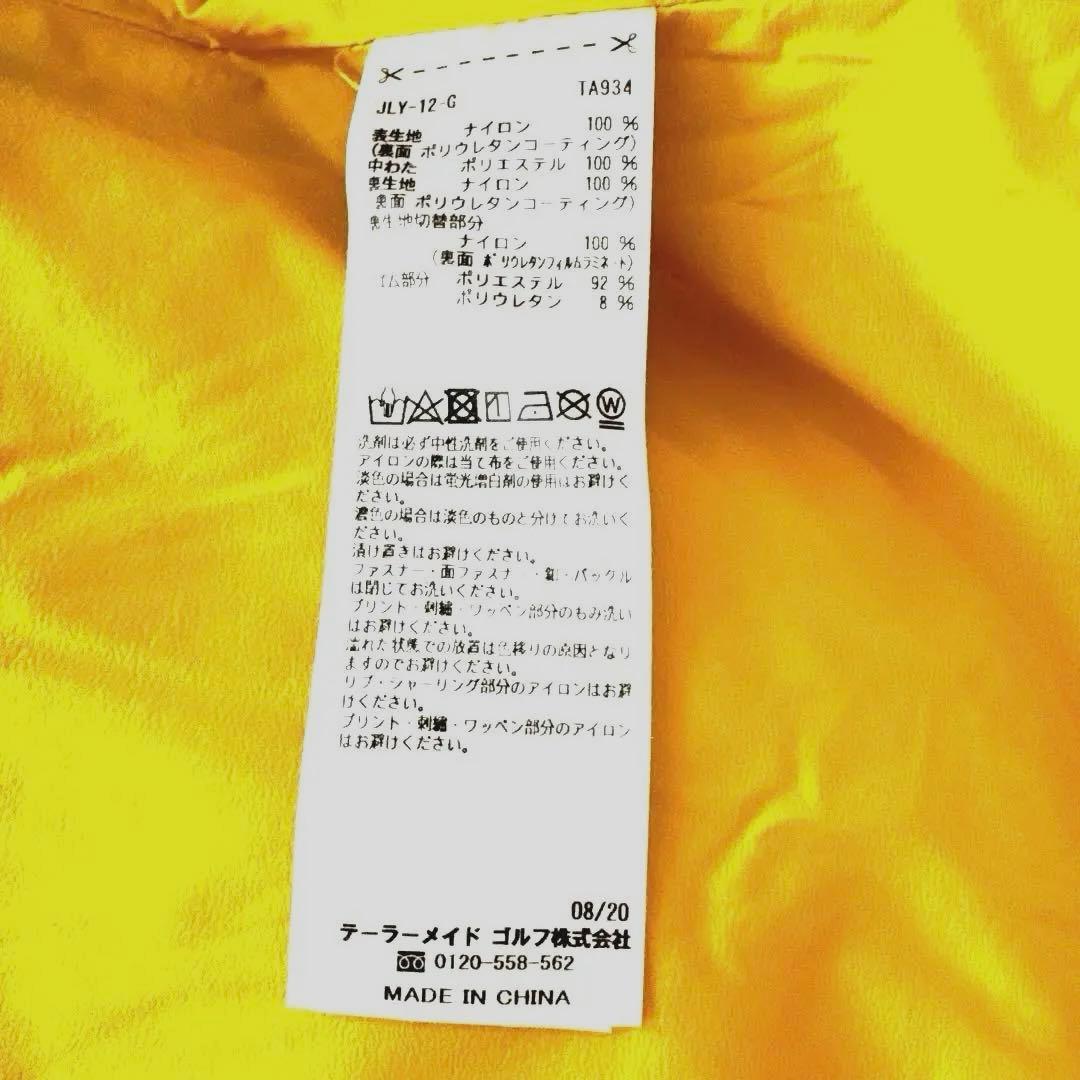 TA934
JLY-12-G
表生地 ナイロン 100 %
(裏面 ポリウレタンコーティング)
中わた ポリエステル 100 %
裏生地 ナイロン 100 %
裏面 ポリウレタンコーティング)
裏生地切替部分
ナイロン 100 %
(裏面 ポリウレタンフィルムラミネート)
ム部分 ポリエステル 92 %
ポリウレタン 8 %
W
洗剤は必ず中性洗剤をご使用ください。
アイロンの際は当て布をご使用ください。
淡色の場合は蛍光増白剤の使用はお避けく
ださい。
濃色の場合は淡色のものと分けてお洗いく
ださい。
漬け置きはお避けください。
ファスナー・面ファスナー・釦・バックル
は閉じてお洗いください。
プリント・刺繍・ワッペン部分のもみ洗い
はお避けください。
濡れた状態での放置は色移りの原因となり
ますのでお避けください。
リブ・シャーリング部分のアイロンはお避
けください。
プリント・刺繍・ワッペン部分のアイロン
はお避けください。
08/20
テーラーメイド ゴルフ株式会社
0120-558-562
MADE IN CHINA